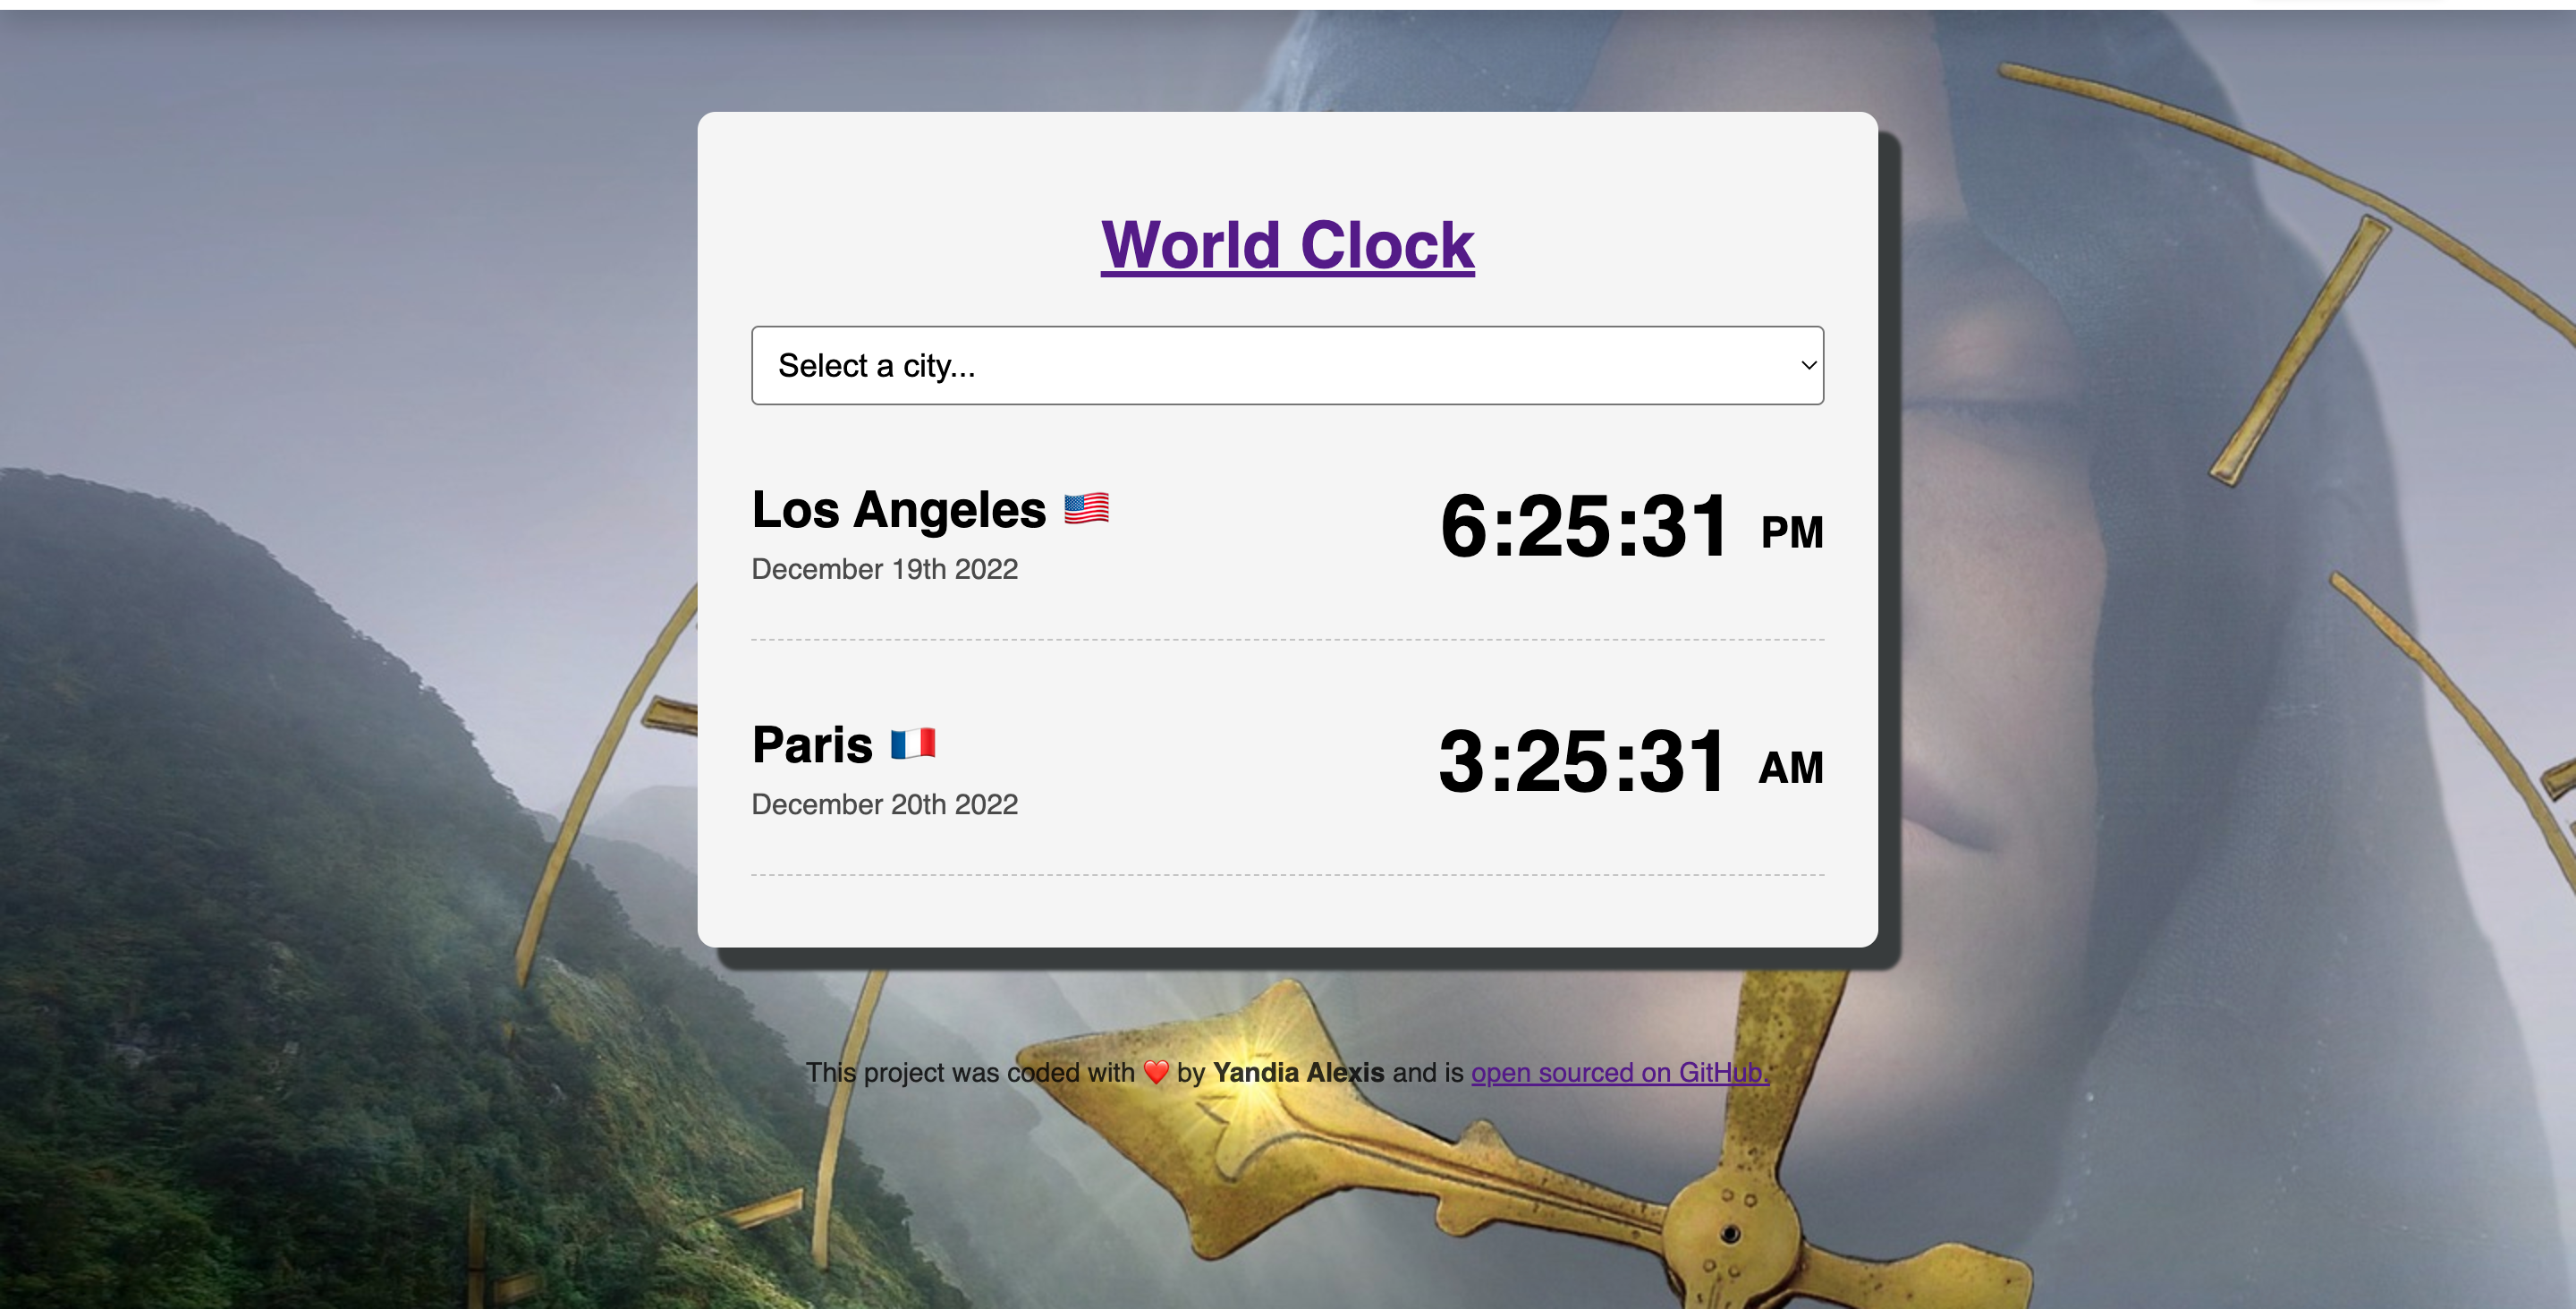 World Clock
Select a city...
Los Angeles 🇺🇸
6:25:31 PM
December 19th 2022
Paris 🇫🇷
3:25:31 AM
December 20th 2022
This project was coded with ❤️ by Yandia Alexis and is open sourced on GitHub.